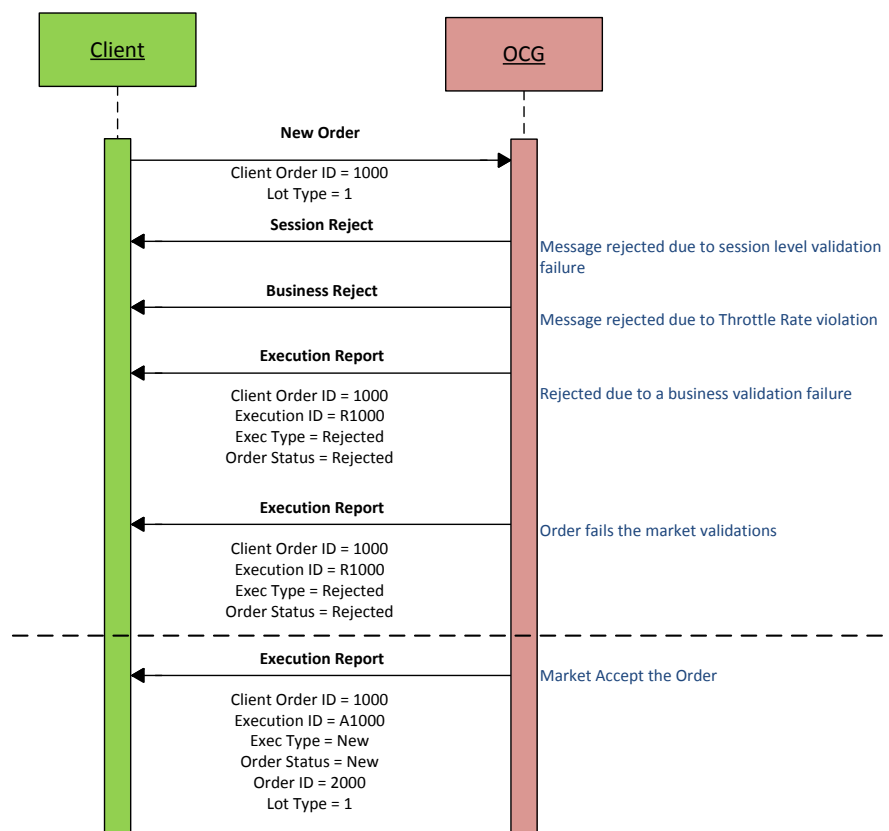 Client
OCG
New Order
Client Order ID = 1000
Lot Type = 1
Session Reject
Message rejected due to session level validation
failure
Business Reject
Message rejected due to Throttle Rate violation
Execution Report
Rejected due to a business validation failure
Client Order ID = 1000
Execution ID = R1000
Exec Type = Rejected
Order Status = Rejected
Execution Report
Order fails the market validations
Client Order ID = 1000
Execution ID = R1000
Exec Type = Rejected
Order Status = Rejected
Execution Report
Market Accept the Order
Client Order ID = 1000
Execution ID = A1000
Exec Type = New
Order Status = New
Order ID = 2000
Lot Type = 1